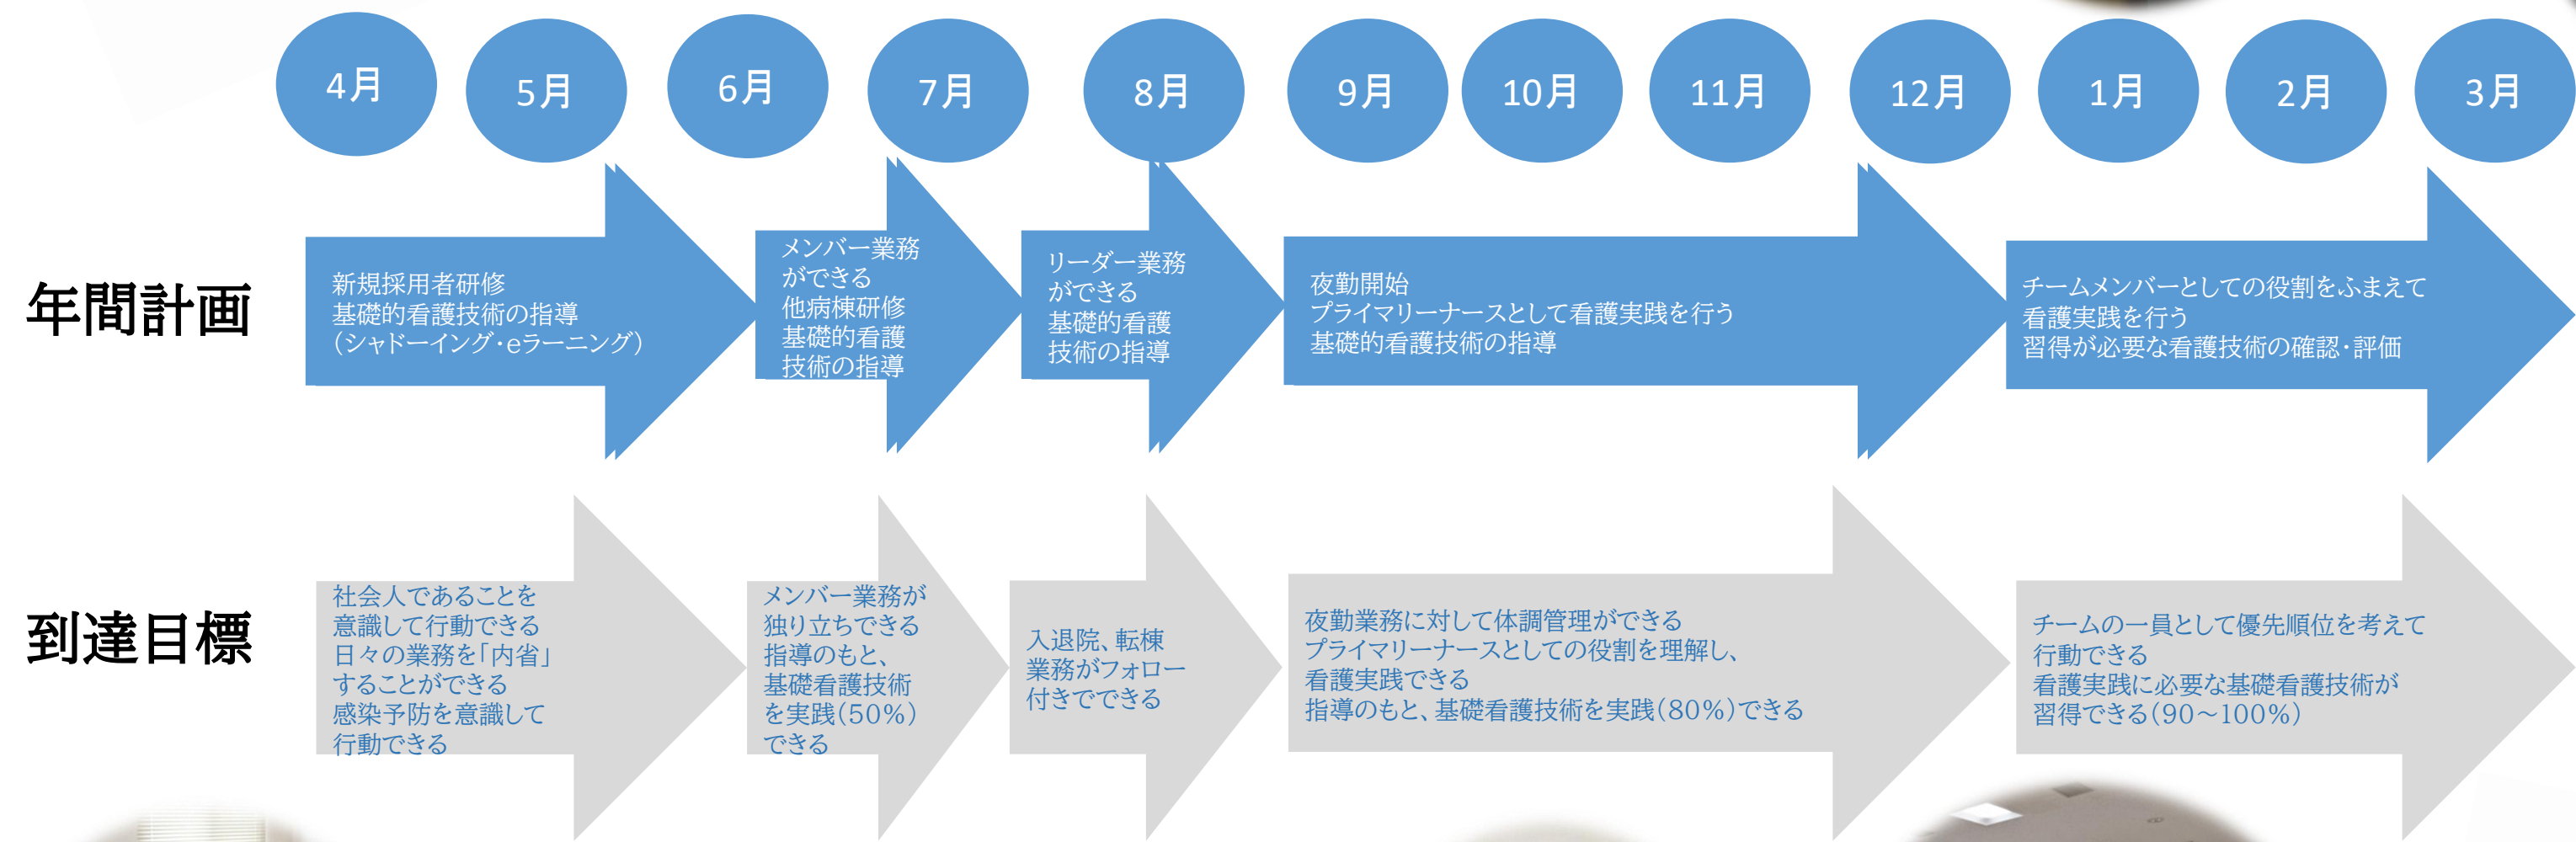 4月
5月
6月
7月
8月
9月
10月
11月
12月
1月
2月
3月
年間計画
新規採用者研修
基礎的看護技術の指導
（シャドーイング・eラーニング）
メンバー業務
ができる
他病棟研修
基礎的看護
技術の指導
リーダー業務
ができる
基礎的看護
技術の指導
夜勤開始
プライマリーナースとして看護実践を行う
基礎的看護技術の指導
チームメンバーとしての役割をふまえて
看護実践を行う
習得が必要な看護技術の確認・評価
到達目標
社会人であることを
意識して行動できる
日々の業務を「内省」
することができる
感染予防を意識して
行動できる
メンバー業務が
独り立ちできる
指導のもと、
基礎看護技術
を実践（50％）
できる
入退院、転棟
業務がフォロー
付きでできる
夜勤業務に対して体調管理ができる
プライマリーナースとしての役割を理解し、
看護実践できる
指導のもと、基礎看護技術を実践（80％）できる
チームの一員として優先順位を考えて
行動できる
看護実践に必要な基礎看護技術が
習得できる（90～100％）